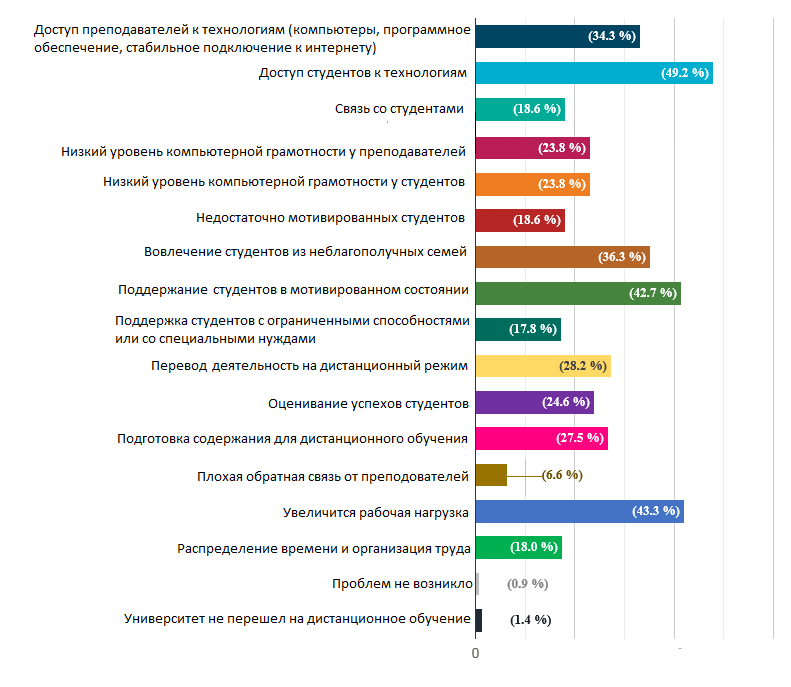 Доступ преподавателей к технологиям (компьютеры, программное
обеспечение, стабильное подключение к интернету)
(34.3 %)
Доступ студентов к технологиям
(49.2 %)
Связь со студентами
(18.6 %)
Низкий уровень компьютерной грамотности у преподавателей
(23.8 %)
Низкий уровень компьютерной грамотности у студентов
(23.8 %)
Недостаточно мотивированных студентов
(18.6 %)
Вовлечение студентов из неблагополучных семей
(36.3 %)
Поддержание студентов в мотивированном состоянии
(42.7 %)
Поддержка студентов с ограниченными способностями
или со специальными нуждами
(17.8 %)
Перевод деятельность на дистанционный режим
(28.2 %)
Оценивание успехов студентов
(24.6 %)
Подготовка содержания для дистанционного обучения
(27.5 %)
Плохая обратная связь от преподователей
(6.6 %)
Увеличится рабочая нагрузка
(43.3 %)
Распределение времени и организация труда
(18.0 %)
Проблем не возникло
(0.9 %)
Университет не перешел на дистанционное обучение
(1.4 %)
0